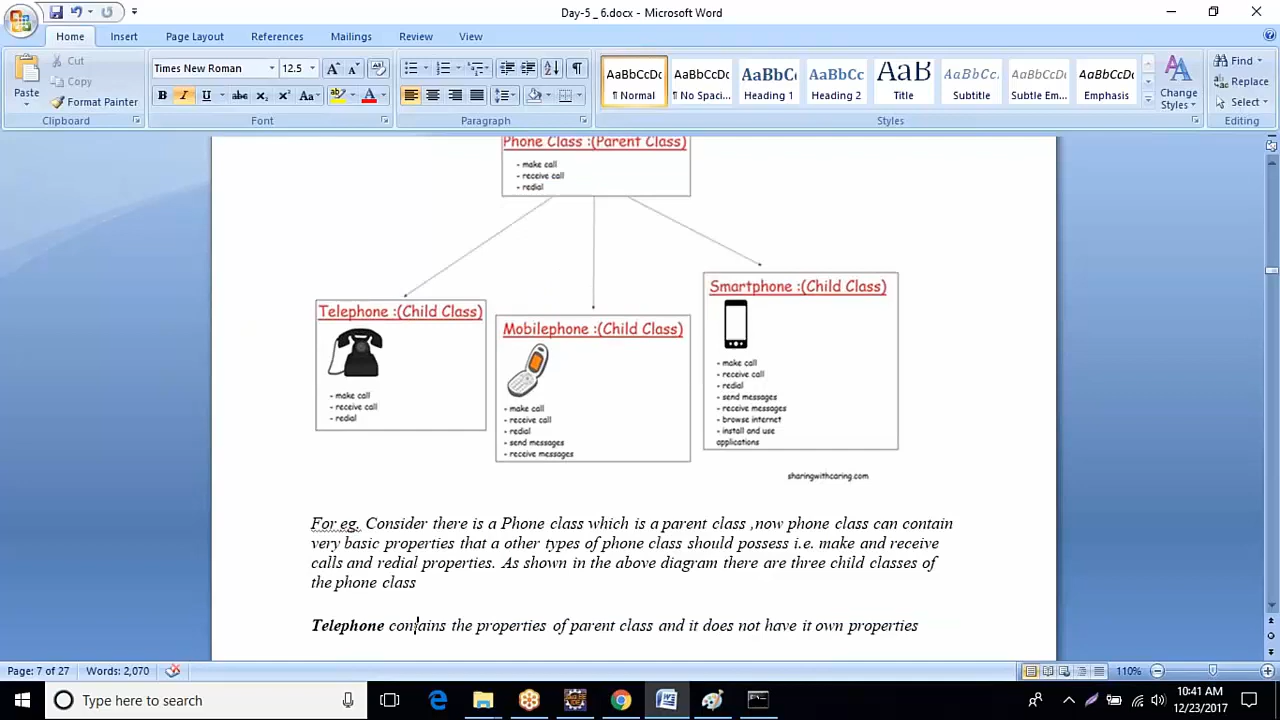 Day-5 _ 6.docx - Microsoft Word
Home Insert Page Layout References Mailings Review View
Cut
Copy
Format Painter
Paste
Clipboard
Times New Roman 12.5
Font
Paragraph
AaBbCcDc AaBbCcDc AaBbCc AaBbCc AaB AaBbCc. AaBbCcDc AaBbCcDc
¶ Normal ¶ No Spaci... Heading 1 Heading 2 Title Subtitle Subtle Em... Emphasis
Styles
Change
Styles
Find
Replace
Select
Editing
Phone Class :(Parent Class)
- make call
- receive call
- redial
Telephone :(Child Class)
- make call
- receive call
- redial
Mobilephone :(Child Class)
- make call
- receive call
- redial
- send messages
- receive messages
Smartphone :(Child Class)
- make call
- receive call
- redial
- send messages
- receive messages
- browse internet
- install and use
applications
sharingwithcaring.com
For eg. Consider there is a Phone class which is a parent class ,now phone class can contain
very basic properties that a other types of phone class should possess i.e. make and receive
calls and redial properties. As shown in the above diagram there are three child classes of
the phone class
Telephone contains the properties of parent class and it does not have it own properties
Page: 7 of 27 Words: 2,070 110%
Type here to search
10:41 AM
12/23/2017